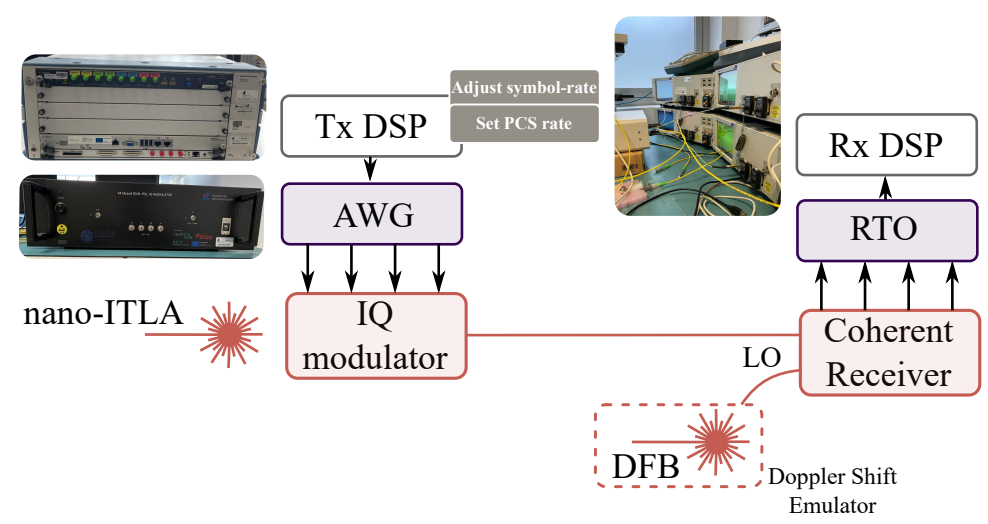 Adjust symbol-rate
Set PCS rate
Tx DSP
Rx DSP
AWG
RTO
nano-ITLA
IQ
modulator
Coherent
Receiver
LO
DFB
Doppler Shift
Emulator